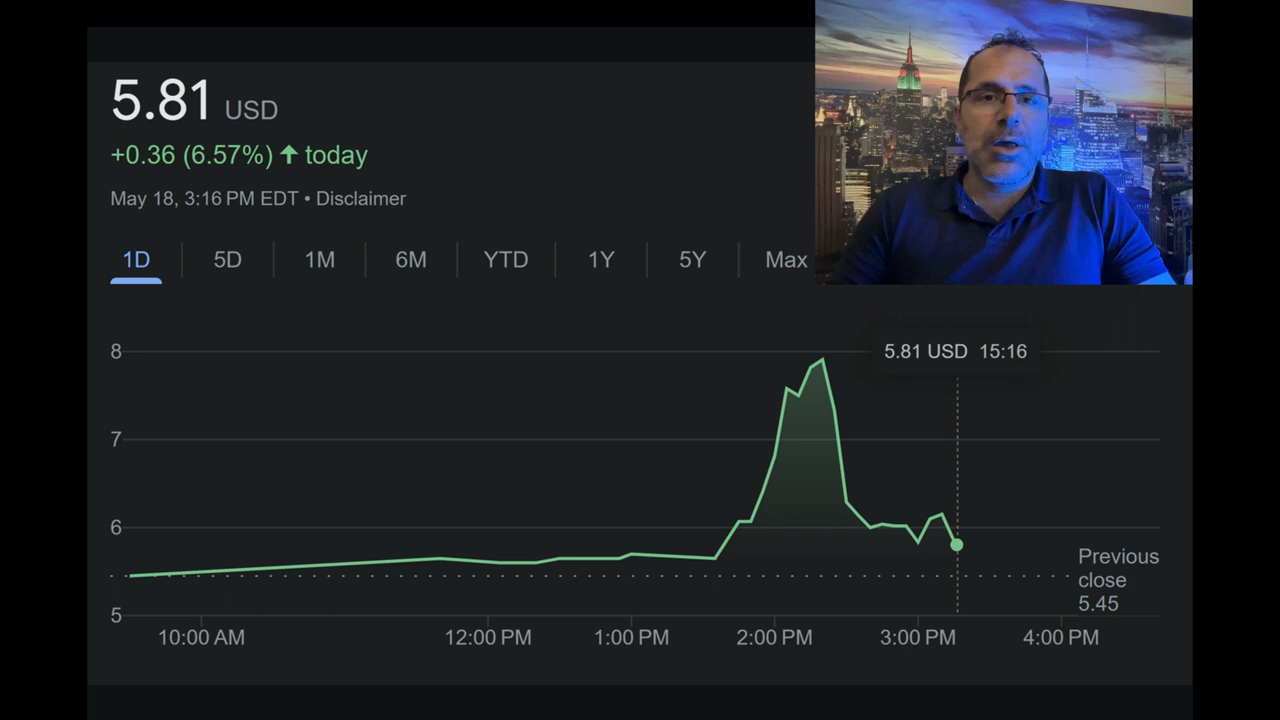 5.81 USD
+0.36 (6.57%) ↑ today
May 18, 3:16 PM EDT • Disclaimer
1D 5D 1M 6M YTD 1Y 5Y Max
8
5.81 USD 15:16
7
6
Previous
close
5.45
5
10:00 AM 12:00 PM 1:00 PM 2:00 PM 3:00 PM 4:00 PM